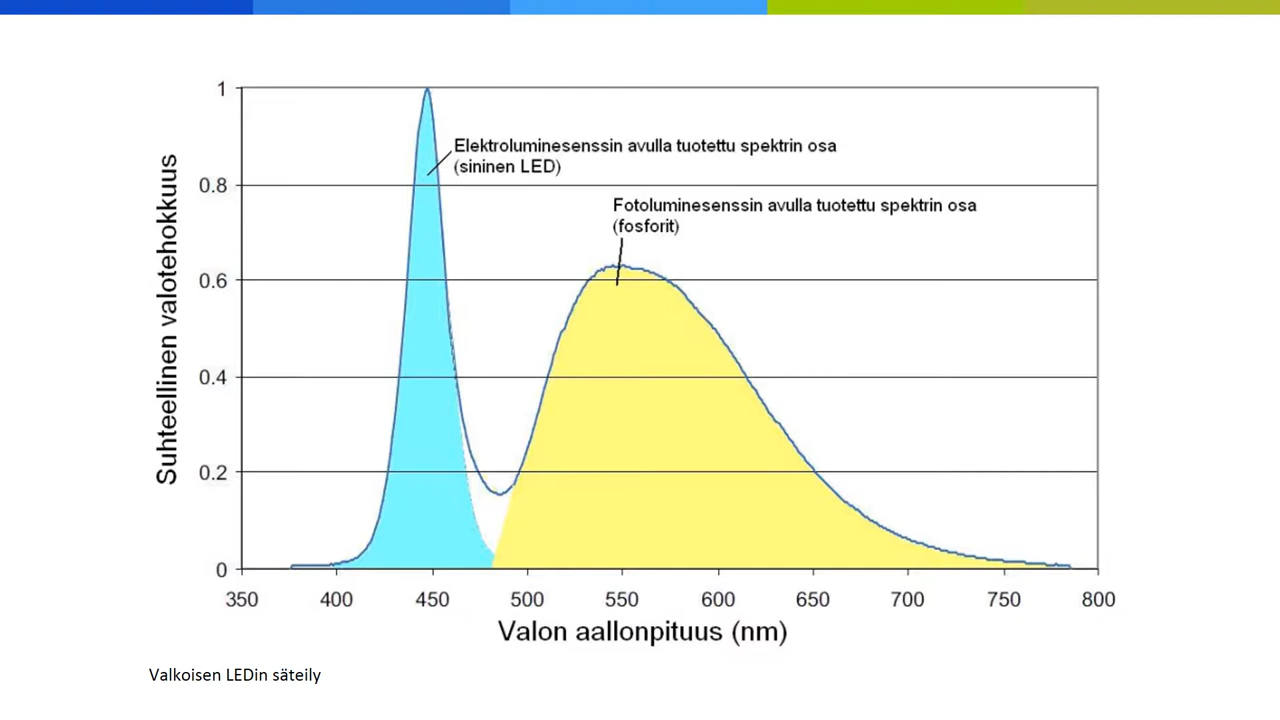 1
Elektroluminesenssin avulla tuotettu spektrin osa
(sininen LED)
0.8
Fotoluminesenssin avulla tuotettu spektrin osa
(fosforit)
0.6
0.4
0.2
0
Suhteellinen valotehokkuus
350 400 450 500 550 600 650 700 750 800
Valon aallonpituus (nm)
Valkoisen LEDin säteily